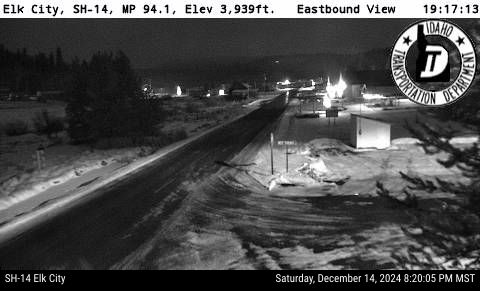 Elk City, SH-14, MP 94.1, Elev 3,939ft. Eastbound View 19:17:13
IDAHO
TRANSPORTATION DEPARTMENT
SH-14 Elk City Saturday, December 14, 2024 8:20:05 PM MST